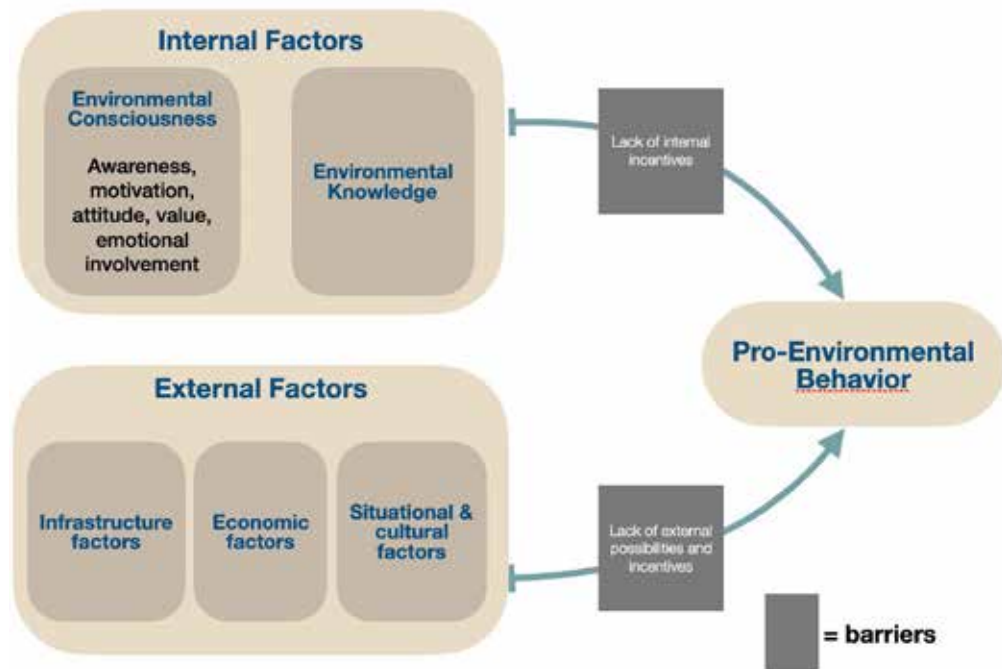 Internal Factors
Environmental
Consciousness
Awareness,
motivation,
attitude, value,
emotional
involvement
Environmental
Knowledge
Lack of internal
incentives
Pro-Environmental
Behavior
External Factors
Infrastructure
factors
Economic
factors
Situational &
cultural
factors
Lack of external
possibilities and
incentives
= barriers